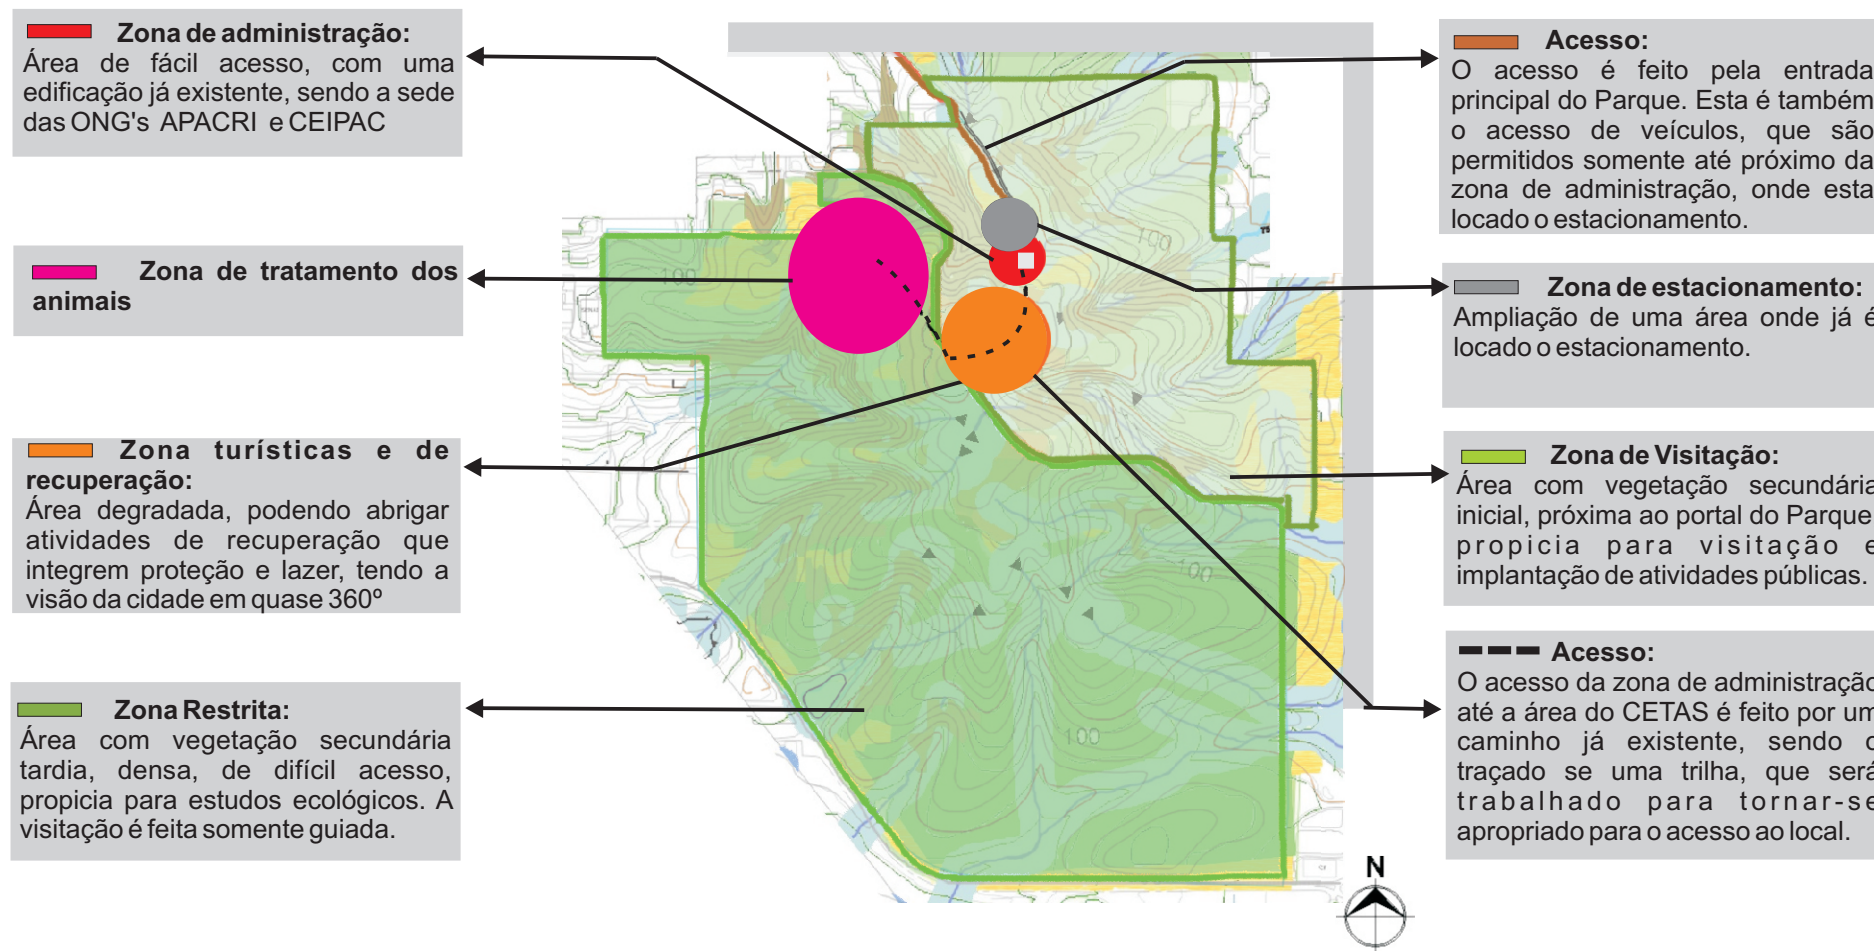 Zona de administração:
Área de fácil acesso, com uma
edificação já existente, sendo a sede
das ONG's APACRI e CEIPAC
Zona de tratamento dos
animais
Zona turísticas e de
recuperação:
Área degradada, podendo abrigar
atividades de recuperação que
integrem proteção e lazer, tendo a
visão da cidade em quase 360º
Zona Restrita:
Área com vegetação secundária
tardia, densa, de difícil acesso,
propicia para estudos ecológicos. A
visitação é feita somente guiada.
100
100
100
100
Acesso:
O acesso é feito pela entrada
principal do Parque. Esta é também
o acesso de veículos, que são
permitidos somente até próximo da
zona de administração, onde esta
locado o estacionamento.
Zona de estacionamento:
Ampliação de uma área onde já é
locado o estacionamento.
Zona de Visitação:
Área com vegetação secundária
inicial, próxima ao portal do Parque
propicia para visitação e
implantação de atividades públicas.
Acesso:
O acesso da zona de administração
até a área do CETAS é feito por um
caminho já existente, sendo o
traçado se uma trilha, que será
trabalhado para tornar-se
apropriado para o acesso ao local.
N